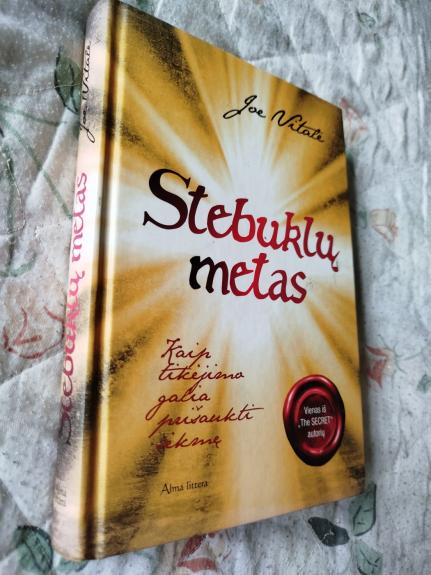 Joe Vitale
Stebuklų metas
Joe Vitale
Stebuklų
metas
Kaip
tikėjimo
galia
prišaukti
sėkmę
Vienas iš
„The SECRET“
autorių
Alma littera